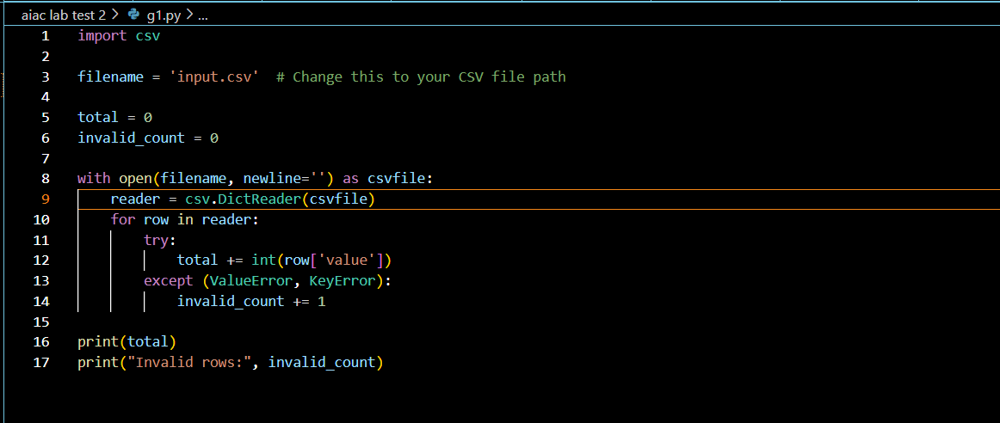 aiac lab test 2 > g1.py > ...
1 import csv
2
3 filename = 'input.csv'  # Change this to your CSV file path
4
5 total = 0
6 invalid_count = 0
7
8 with open(filename, newline='') as csvfile:
9     reader = csv.DictReader(csvfile)
10     for row in reader:
11         try:
12             total += int(row['value'])
13         except (ValueError, KeyError):
14             invalid_count += 1
15
16 print(total)
17 print("Invalid rows:", invalid_count)